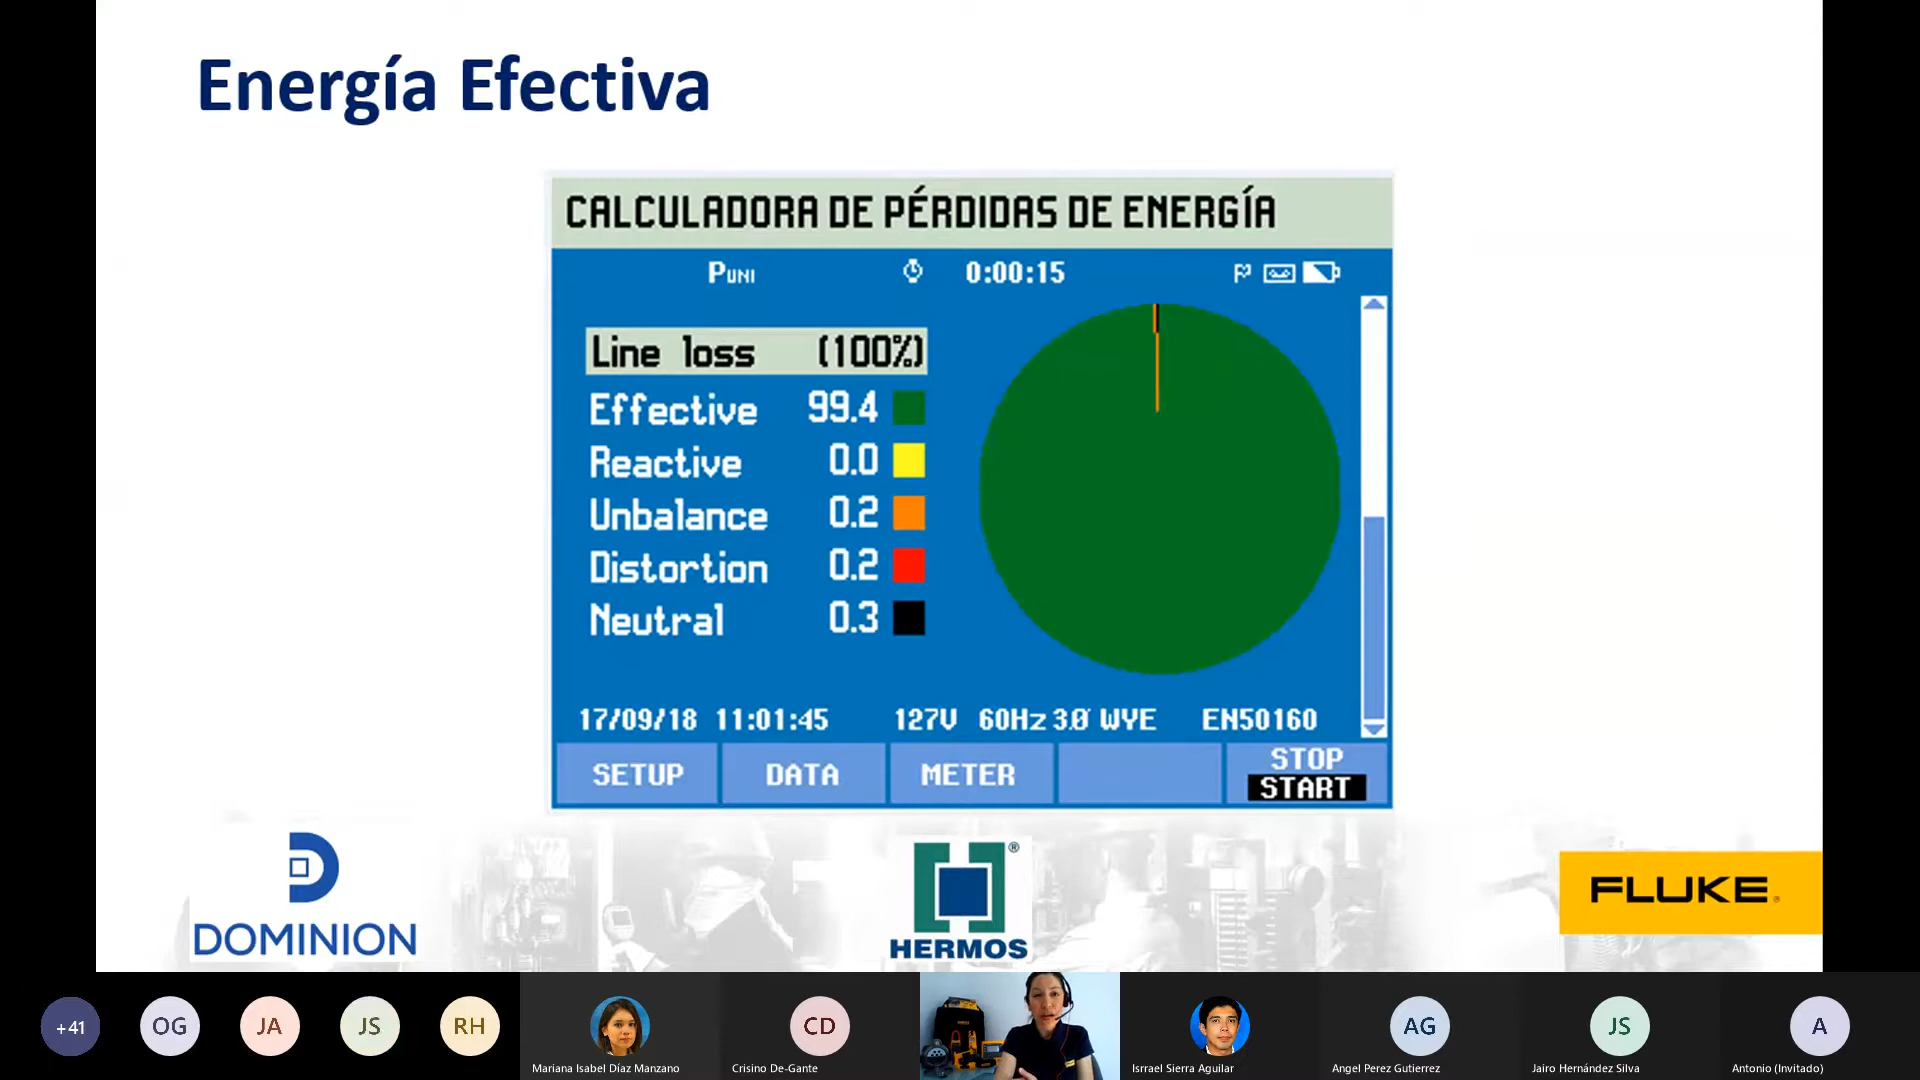 Energía Efectiva
CALCULADORA DE PÉRDIDAS DE ENERGÍA
PUNI 0:00:15
Line loss (100%)
Effective 99.4
Reactive 0.0
Unbalance 0.2
Distortion 0.2
Neutral 0.3
17/09/18 11:01:45 127V 60Hz 3Ø WYE EN50160
SETUP DATA METER STOP
START
DOMINION
HERMOS®
FLUKE®
+41 OG JA JS RH CD AG JS A
Mariana Isabel Díaz Manzano Crisino De-Gante Isrrael Sierra Aguilar Angel Perez Gutierrez Jairo Hernández Silva Antonio (Invitado)